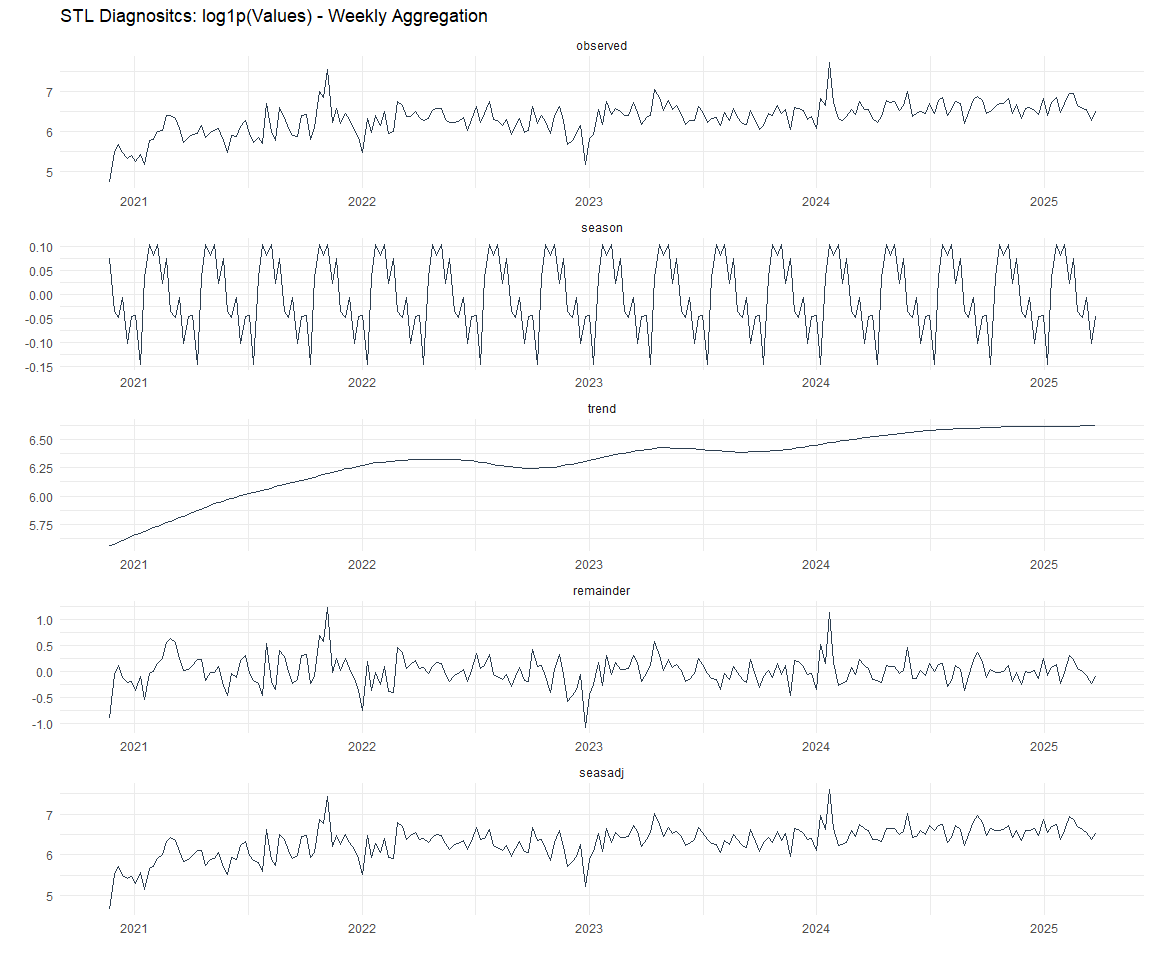 STL Diagnositcs: log1p(Values) - Weekly Aggregation
observed
7
6
5
2021 2022 2023 2024 2025
season
0.10
0.05
0.00
-0.05
-0.10
-0.15
2021 2022 2023 2024 2025
trend
6.50
6.25
6.00
5.75
2021 2022 2023 2024 2025
remainder
1.0
0.5
0.0
-0.5
-1.0
2021 2022 2023 2024 2025
seasadj
7
6
5
2021 2022 2023 2024 2025